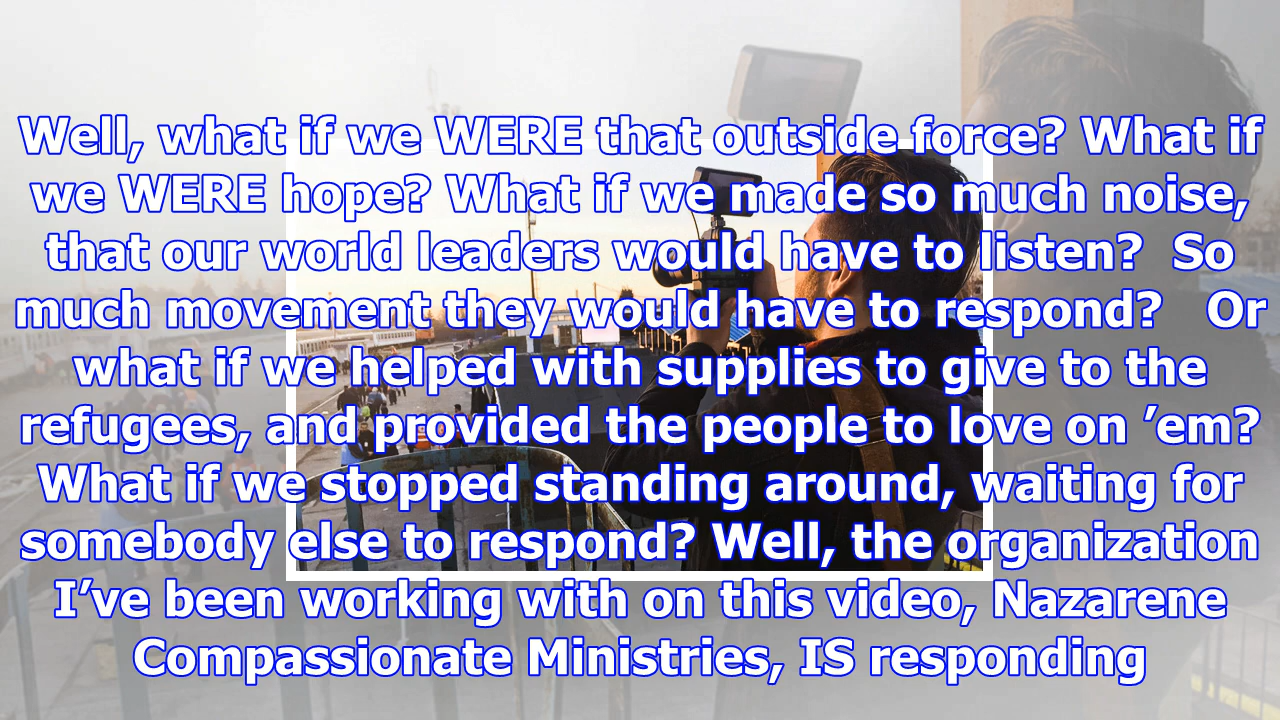 Well, what if we WERE that outside force? What if
we WERE hope? What if we made so much noise,
that our world leaders would have to listen?  So
much movement they would have to respond?   Or
what if we helped with supplies to give to the
refugees, and provided the people to love on ’em?
What if we stopped standing around, waiting for
somebody else to respond? Well, the organization
I’ve been working with on this video, Nazarene
Compassionate Ministries, IS responding